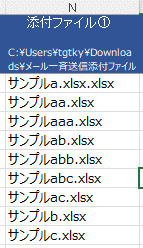 添付ファイル①
C:¥Users¥tgtky¥Downloa
ds¥メール一斉送信添付ファイル
サンプルa.xlsx.xlsx
サンプルaa.xlsx
サンプルaaa.xlsx
サンプルab.xlsx
サンプルabb.xlsx
サンプルabc.xlsx
サンプルac.xlsx
サンプルb.xlsx
サンプルc.xlsx